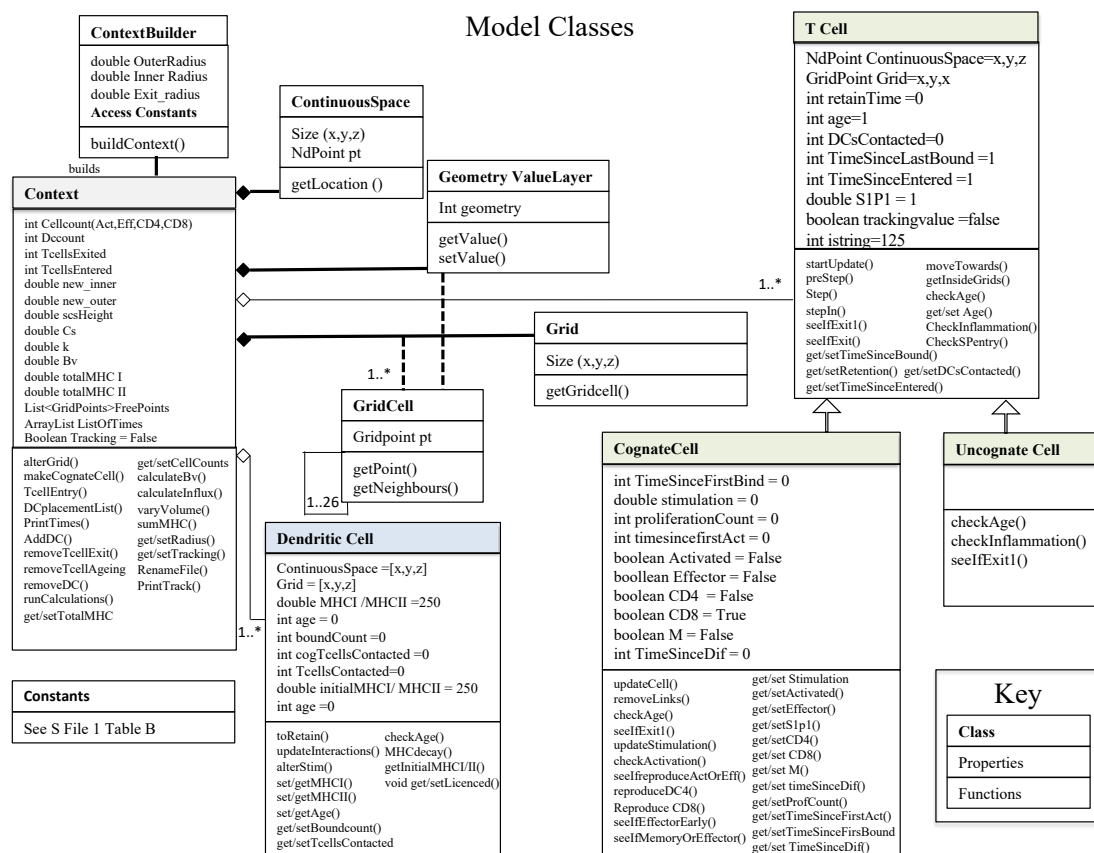 Model Classes
ContextBuilder
double OuterRadius
double Inner Radius
double Exit_radius
Access Constants
buildContext()
builds
Context
int Cellcount(Act,Eff,CD4,CD8)
int Dccount
int TcellsExited
int TcellsEntered
double new_inner
double new_outer
double scsHeight
double Cs
double k
double Bv
double totalMHC I
double totalMHC II
List<GridPoints>FreePoints
ArrayList ListOfTimes
Boolean Tracking = False
alterGrid()
makeCognateCell()
TcellEntry()
DCplacementList()
PrintTimes()
AddDC()
removeTcellExit()
removeTcellAgeing
removeDC()
runCalculations()
get/setTotalMHC
get/setCellCounts
calculateBv()
calculateInflux()
varyVolume()
sumMHC()
get/setRadius()
get/setTracking()
RenameFile()
PrintTrack()
Constants
See S File 1 Table B
ContinuousSpace
Size (x,y,z)
NdPoint pt
getLocation ()
Geometry ValueLayer
Int geometry
getValue()
setValue()
1..*
Grid
Size (x,y,z)
getGridcell()
1..*
GridCell
Gridpoint pt
getPoint()
getNeighbours()
1..26
1..*
Dendritic Cell
ContinuousSpace =[x,y,z]
Grid = [x,y,z]
double MHCI /MHCII =250
int age = 0
int boundCount =0
int cogTcellsContacted =0
int TcellsContacted=0
double initialMHCI/ MHCII = 250
int age =0
toRetain()
updateInteractions()
alterStim()
set/getMHCI()
set/getMHCII()
set/getAge()
get/setBoundcount()
get/setTcellsContacted
checkAge()
MHCdecay()
getInitialMHCI/II()
void get/setLicenced()
T Cell
NdPoint ContinuousSpace=x,y,z
GridPoint Grid=x,y,x
int retainTime =0
int age=1
int DCsContacted=0
int TimeSinceLastBound =1
int TimeSinceEntered =1
double S1P1 = 1
boolean trackingvalue =false
int istring=125
startUpdate()
preStep()
Step()
stepIn()
seeIfExit1()
seeIfExit()
get/setTimeSinceBound()
get/setRetention()
get/setTimeSinceEntered()
moveTowards()
getInsideGrids()
checkAge()
get/set Age()
CheckInflammation()
CheckSPentry()
get/setDCsContacted()
CognateCell
int TimeSinceFirstBind = 0
double stimulation = 0
int proliferationCount = 0
int timesincefirstAct = 0
boolean Activated = False
boollean Effector = False
boolean CD4  = False
boolean CD8 = True
boolean M = False
int TimeSinceDif = 0
updateCell()
removeLinks()
checkAge()
seeIfExit1()
updateStimulation()
checkActivation()
seeIfreproduceActOrEff()
reproduceDC4()
Reproduce CD8()
seeIfEffectorEarly()
seeIfMemoryOrEffector()
get/set Stimulation
get/setActivated()
get/setEffector()
get/setS1p1()
get/setCD4()
get/set CD8()
get/set M()
get/set timeSinceDif()
get/setProfCount()
get/setTimeSinceFirstAct()
get/setTimeSinceFirsBound
get/set TimeSinceDif()
Uncognate Cell
checkAge()
checkInflammation()
seeIfExit1()
Key
Class
Properties
Functions